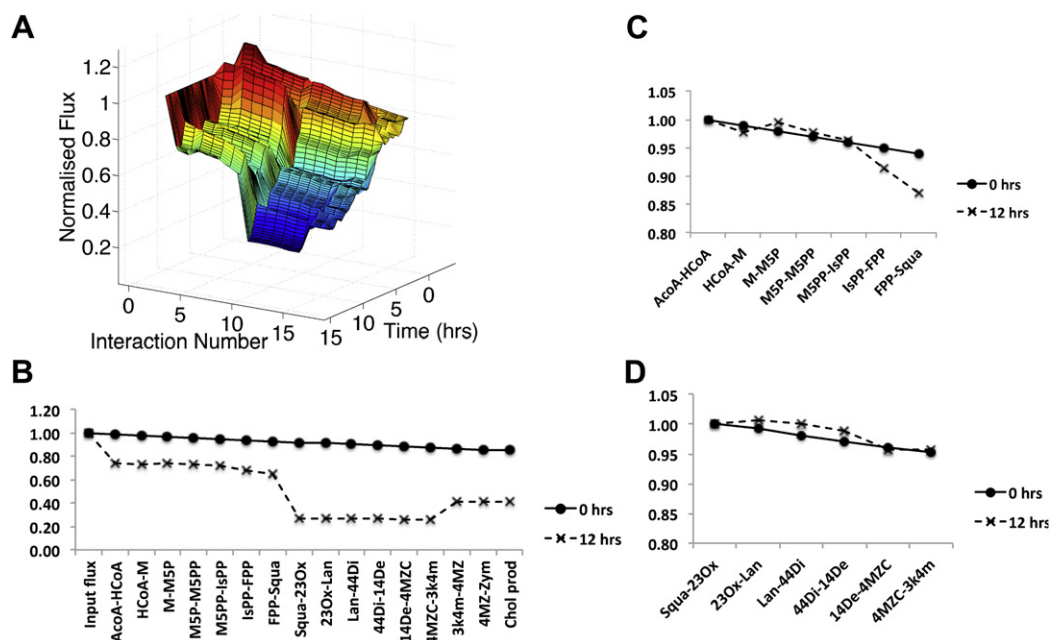 A
1.2
1
0.8
0.6
0.4
0.2
Normalised Flux
0
5
10
15
Interaction Number
15
10
5
0
Time (hrs)
B
1.20
1.00
0.80
0.60
0.40
0.20
0.00
Input flux
AcoA-HCoA
HCoA-M
M-M5P
M5P-M5PP
M5PP-IsPP
IsPP-FPP
FPP-Squa
Squa-23Ox
23Ox-Lan
Lan-44Di
44Di-14De
14De-4MZC
4MZC-3k4m
3k4m-4MZ
4MZ-Zym
Chol prod
0 hrs
12 hrs
C
1.05
1.00
0.95
0.90
0.85
0.80
AcoA-HCoA
HCoA-M
M-M5P
M5P-M5PP
M5PP-IsPP
IsPP-FPP
FPP-Squa
0 hrs
12 hrs
D
1.05
1.00
0.95
0.90
0.85
0.80
Squa-23Ox
23Ox-Lan
Lan-44Di
44Di-14De
14De-4MZC
4MZC-3k4m
0 hrs
12 hrs